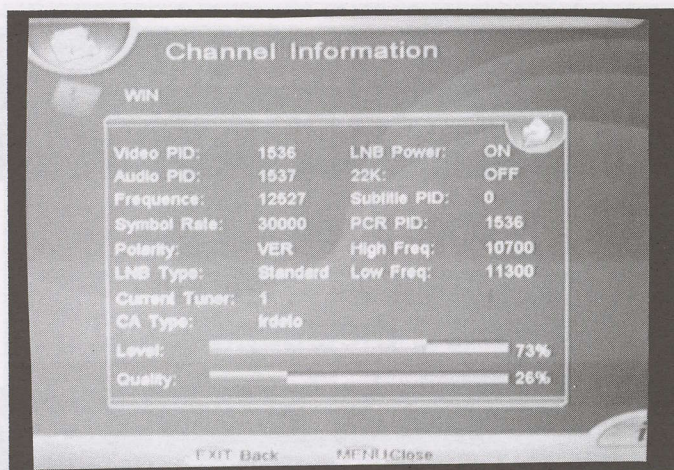 Channel Information
WIN
Video PID: 1536 LNB Power: ON
Audio PID: 1537 22K: OFF
Frequence: 12527 Subtitle PID: 0
Symbol Rate: 30000 PCR PID: 1536
Polarity: VER High Freq: 10700
LNB Type: Standard Low Freq: 11300
Current Tuner: 1
CA Type: Irdeto
Level: 73%
Quality: 26%
EXIT Back MENU Close